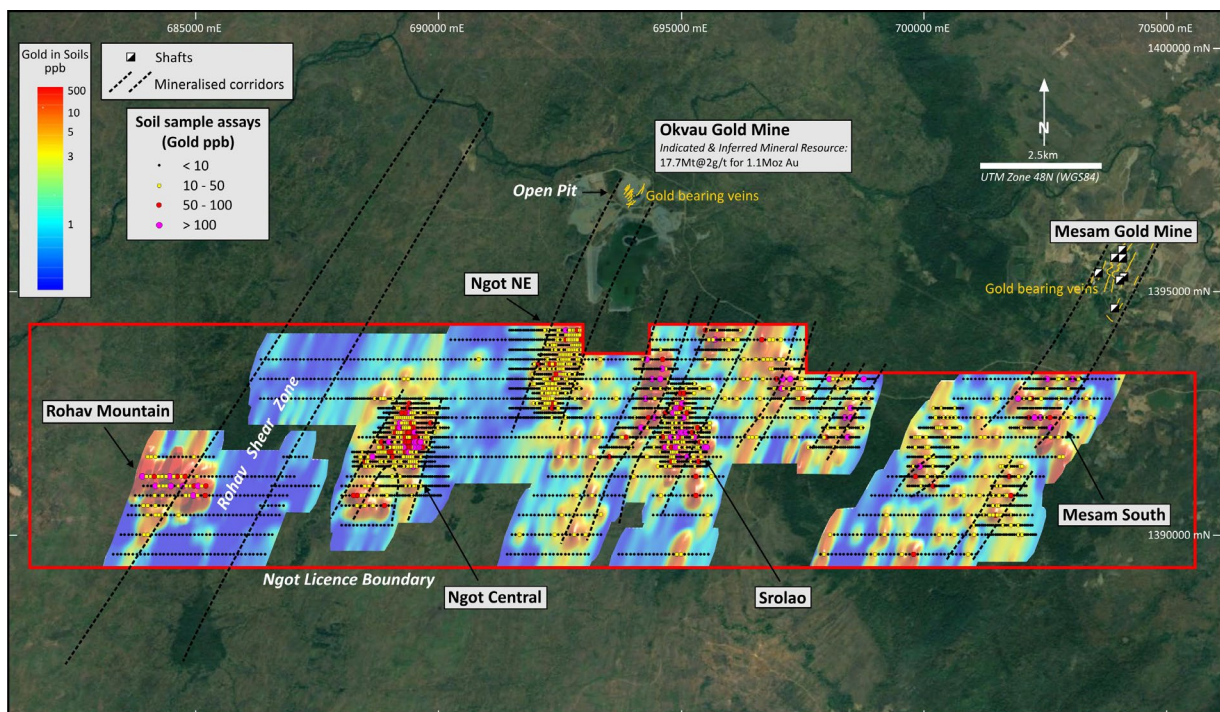 685000 mE
690000 mE
695000 mE
700000 mE
705000 mE
1400000 mN
Gold in Soils
ppb
500
10
5
3
1
Shafts
Mineralised corridors
Soil sample assays
(Gold ppb)
< 10
10 - 50
50 - 100
> 100
Okvau Gold Mine
Indicated & Inferred Mineral Resource:
17.7Mt@2g/t for 1.1Moz Au
N
2.5km
UTM Zone 48N (WGS84)
Open Pit
Gold bearing veins
Mesam Gold Mine
Gold bearing veins
1395000 mN
Ngot NE
Rohav Mountain
Rohav Shear Zone
Mesam South
1390000 mN
Ngot Licence Boundary
Ngot Central
Srolao